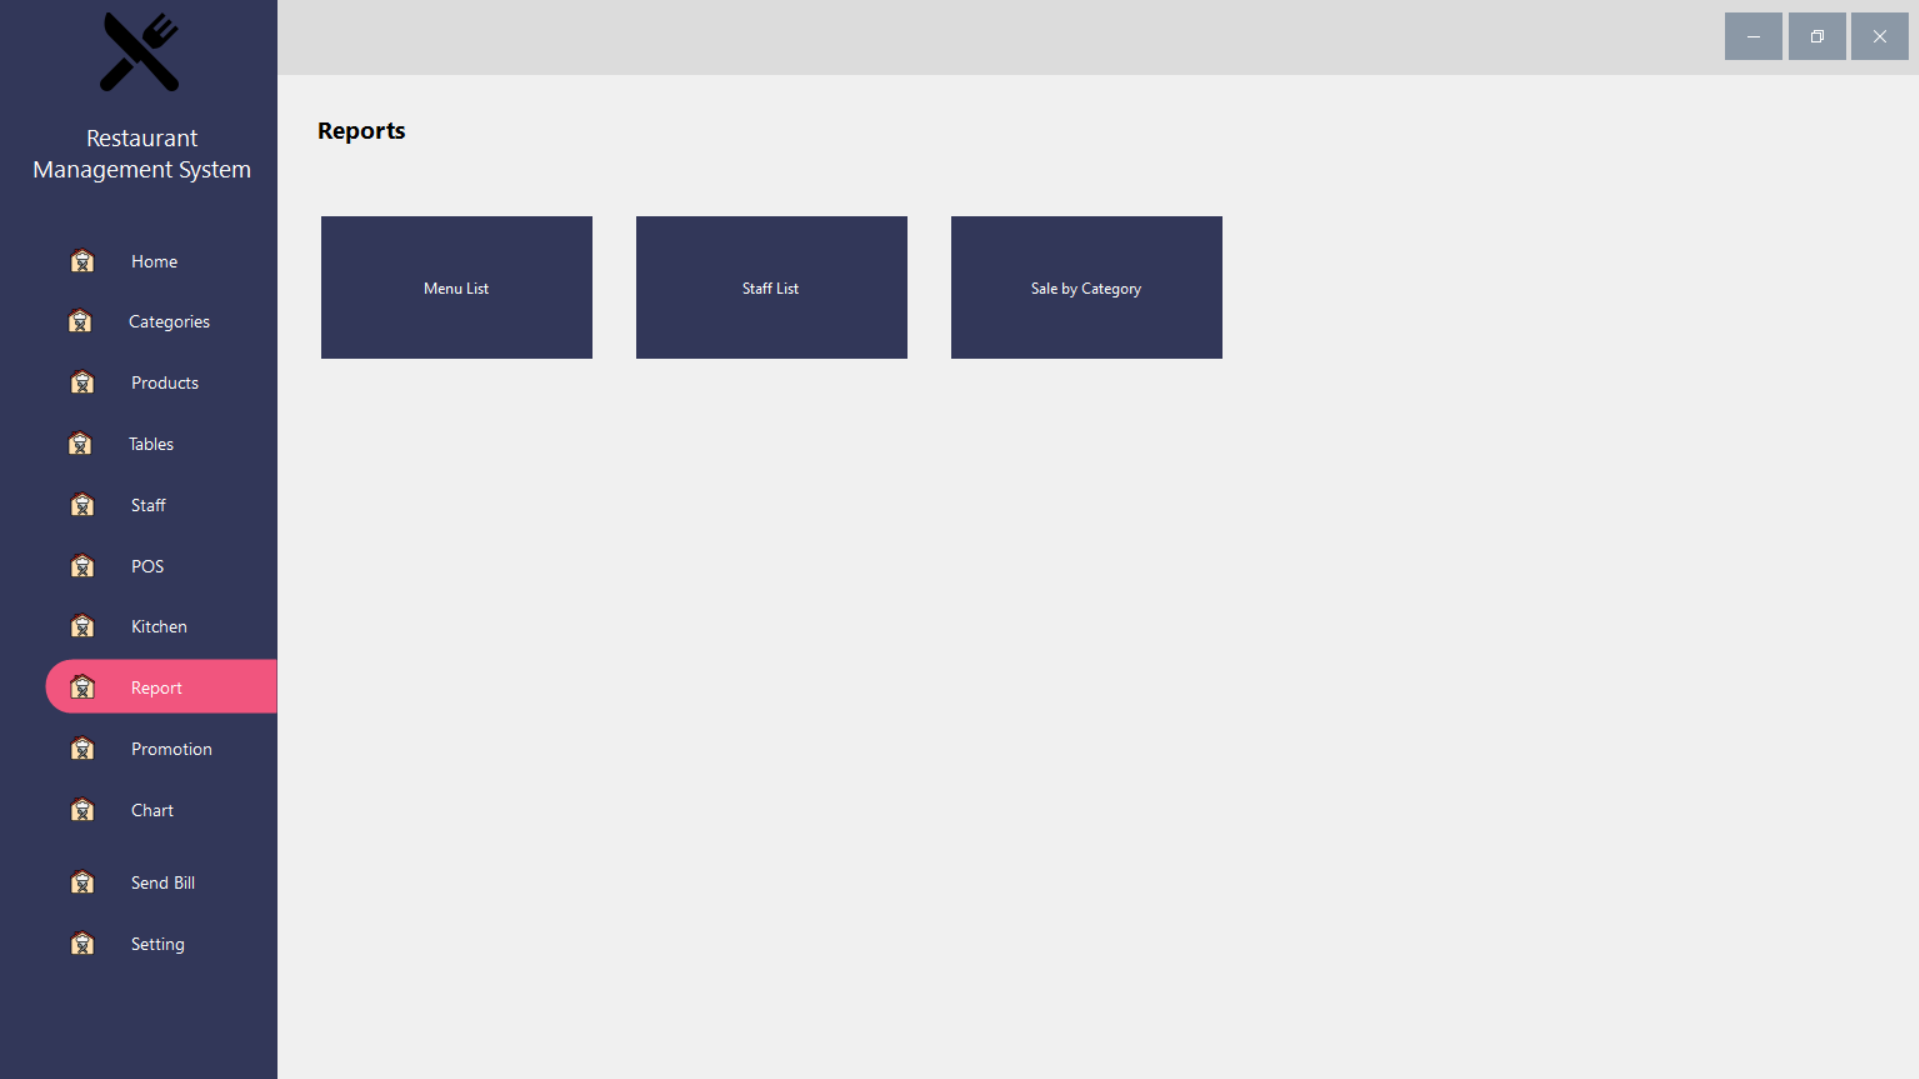 Restaurant
Management System
Home
Categories
Products
Tables
Staff
POS
Kitchen
Report
Promotion
Chart
Send Bill
Setting
Reports
Menu List
Staff List
Sale by Category